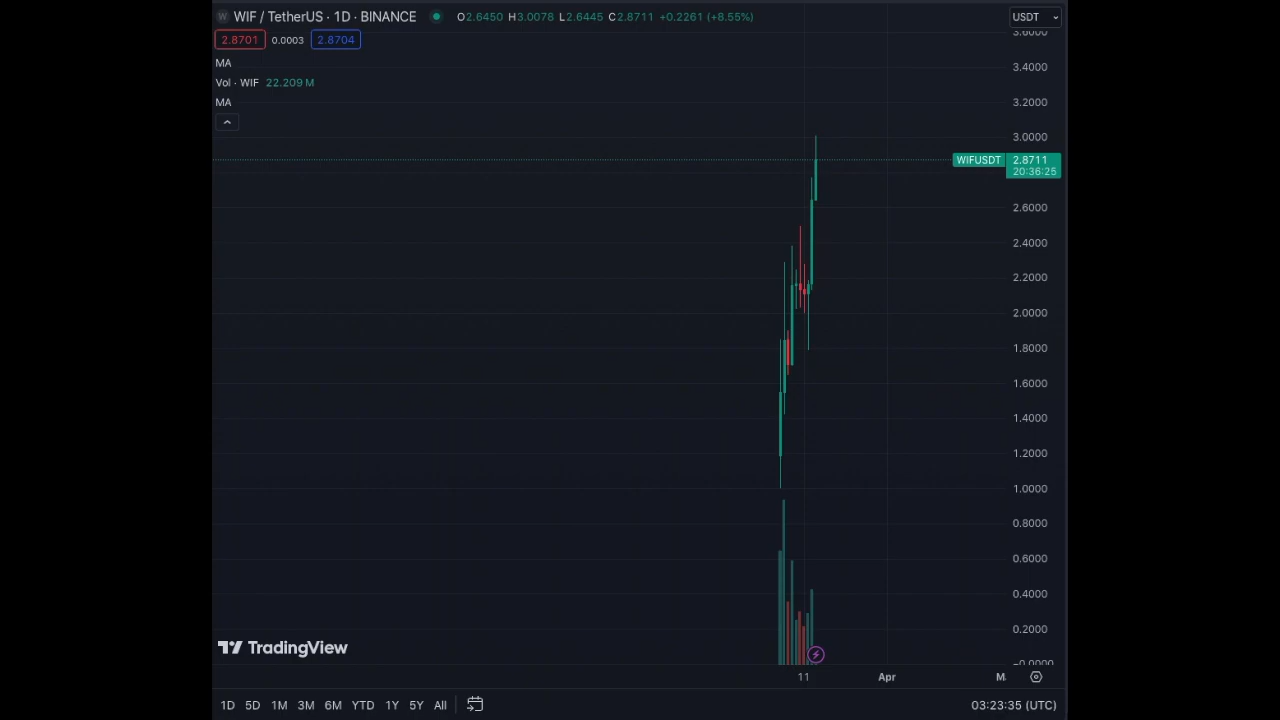 W WIF / TetherUS · 1D · BINANCE O2.6450 H3.0078 L2.6445 C2.8711 +0.2261 (+8.55%) USDT
2.8701 0.0003 2.8704
3.6000
MA
3.4000
Vol · WIF 22.209 M
MA
3.2000
3.0000
WIFUSDT 2.8711
20:36:25
2.6000
2.4000
2.2000
2.0000
1.8000
1.6000
1.4000
1.2000
1.0000
0.8000
0.6000
0.4000
0.2000
TradingView
−0.0000
11 Apr M
1D 5D 1M 3M 6M YTD 1Y 5Y All 03:23:35 (UTC)